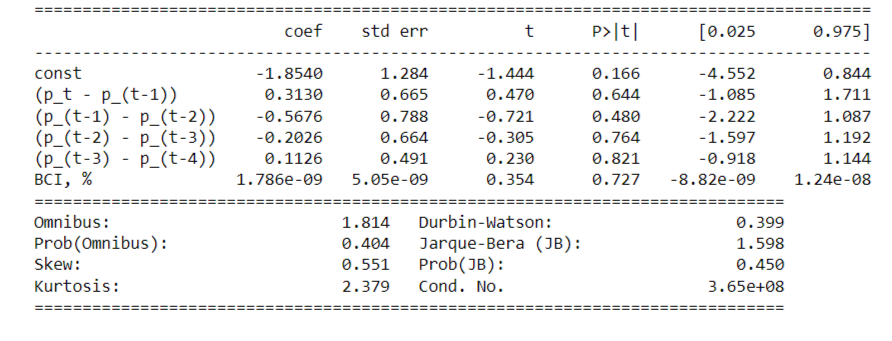 ==============================================================================================
coef std err t P>|t| [0.025 0.975]
----------------------------------------------------------------------------------------------
const -1.8540 1.284 -1.444 0.166 -4.552 0.844
(p_t - p_(t-1)) 0.3130 0.665 0.470 0.644 -1.085 1.711
(p_(t-1) - p_(t-2)) -0.5676 0.788 -0.721 0.480 -2.222 1.087
(p_(t-2) - p_(t-3)) -0.2026 0.664 -0.305 0.764 -1.597 1.192
(p_(t-3) - p_(t-4)) 0.1126 0.491 0.230 0.821 -0.918 1.144
BCI, % 1.786e-09 5.05e-09 0.354 0.727 -8.82e-09 1.24e-08
==============================================================================
Omnibus: 1.814 Durbin-Watson: 0.399
Prob(Omnibus): 0.404 Jarque-Bera (JB): 1.598
Skew: 0.551 Prob(JB): 0.450
Kurtosis: 2.379 Cond. No. 3.65e+08
==============================================================================